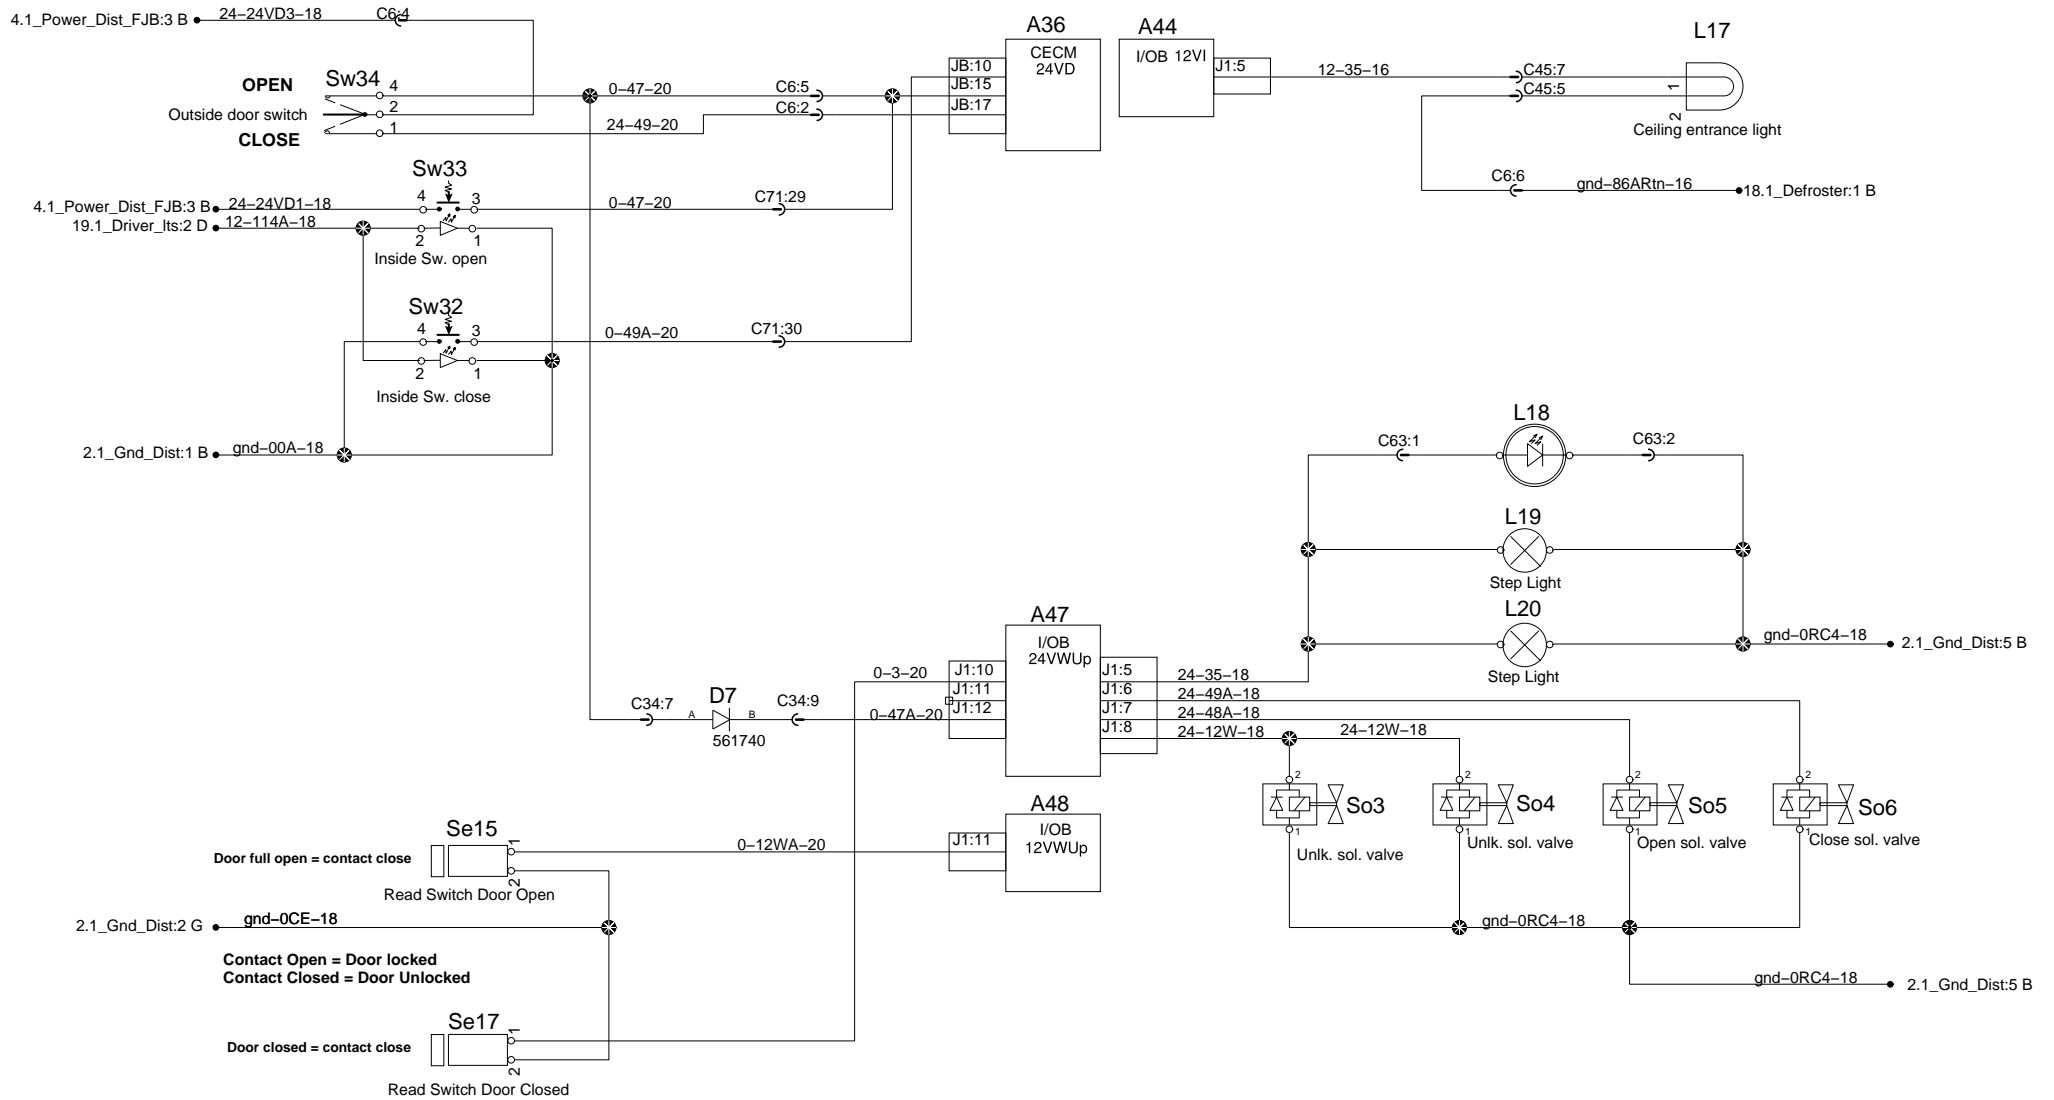 4.1_Power_Dist_FJB:3 B
24-24VD3-18
C6:4
OPEN
Sw34
4
Outside door switch
2
CLOSE
1
0-47-20
C6:5
24-49-20
C6:2
A36
CECM
24VD
JB:10
JB:15
JB:17
A44
I/OB 12VI
J1:5
12-35-16
C45:7
C45:5
L17
1
2
Ceiling entrance light
C6:6
gnd-86ARtn-16
18.1_Defroster:1 B
Sw33
4.1_Power_Dist_FJB:3 B
24-24VD1-18
4
3
0-47-20
C71:29
19.1_Driver_lts:2 D
12-114A-18
2
1
Inside Sw. open
Sw32
4
3
0-49A-20
C71:30
2
1
Inside Sw. close
2.1_Gnd_Dist:1 B
gnd-00A-18
L18
C63:1
C63:2
L19
Step Light
L20
Step Light
gnd-0RC4-18
2.1_Gnd_Dist:5 B
A47
I/OB
24VWUp
J1:10
J1:11
J1:12
J1:5
J1:6
J1:7
J1:8
0-3-20
0-47A-20
C34:7
A
D7
B
C34:9
561740
24-35-18
24-49A-18
24-48A-18
24-12W-18
24-12W-18
2
So3
1
Unlk. sol. valve
2
So4
1
Unlk. sol. valve
2
So5
1
Open sol. valve
2
So6
1
Close sol. valve
gnd-0RC4-18
gnd-0RC4-18
2.1_Gnd_Dist:5 B
A48
I/OB
12VWUp
J1:11
Se15
Door full open = contact close
1
2
0-12WA-20
Read Switch Door Open
2.1_Gnd_Dist:2 G
gnd-0CE-18
Contact Open = Door locked
Contact Closed = Door Unlocked
Se17
Door closed = contact close
1
2
Read Switch Door Closed